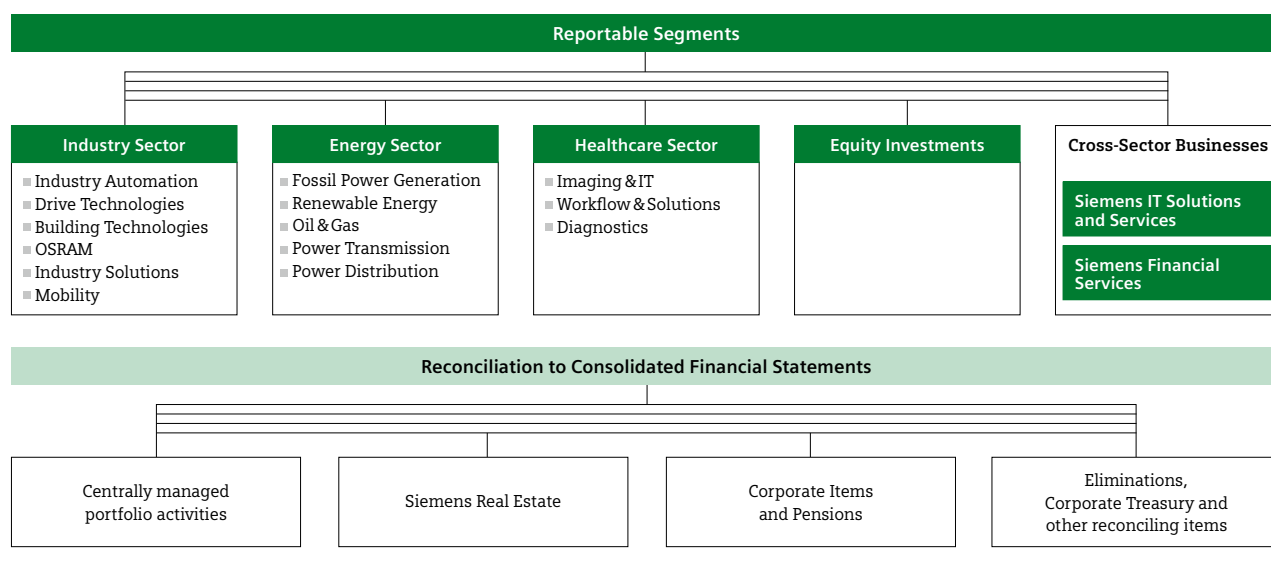 Reportable Segments
Industry Sector
Industry Automation
Drive Technologies
Building Technologies
OSRAM
Industry Solutions
Mobility
Energy Sector
Fossil Power Generation
Renewable Energy
Oil & Gas
Power Transmission
Power Distribution
Healthcare Sector
Imaging & IT
Workflow & Solutions
Diagnostics
Equity Investments
Cross-Sector Businesses
Siemens IT Solutions
and Services
Siemens Financial
Services
Reconciliation to Consolidated Financial Statements
Centrally managed
portfolio activities
Siemens Real Estate
Corporate Items
and Pensions
Eliminations,
Corporate Treasury and
other reconciling items